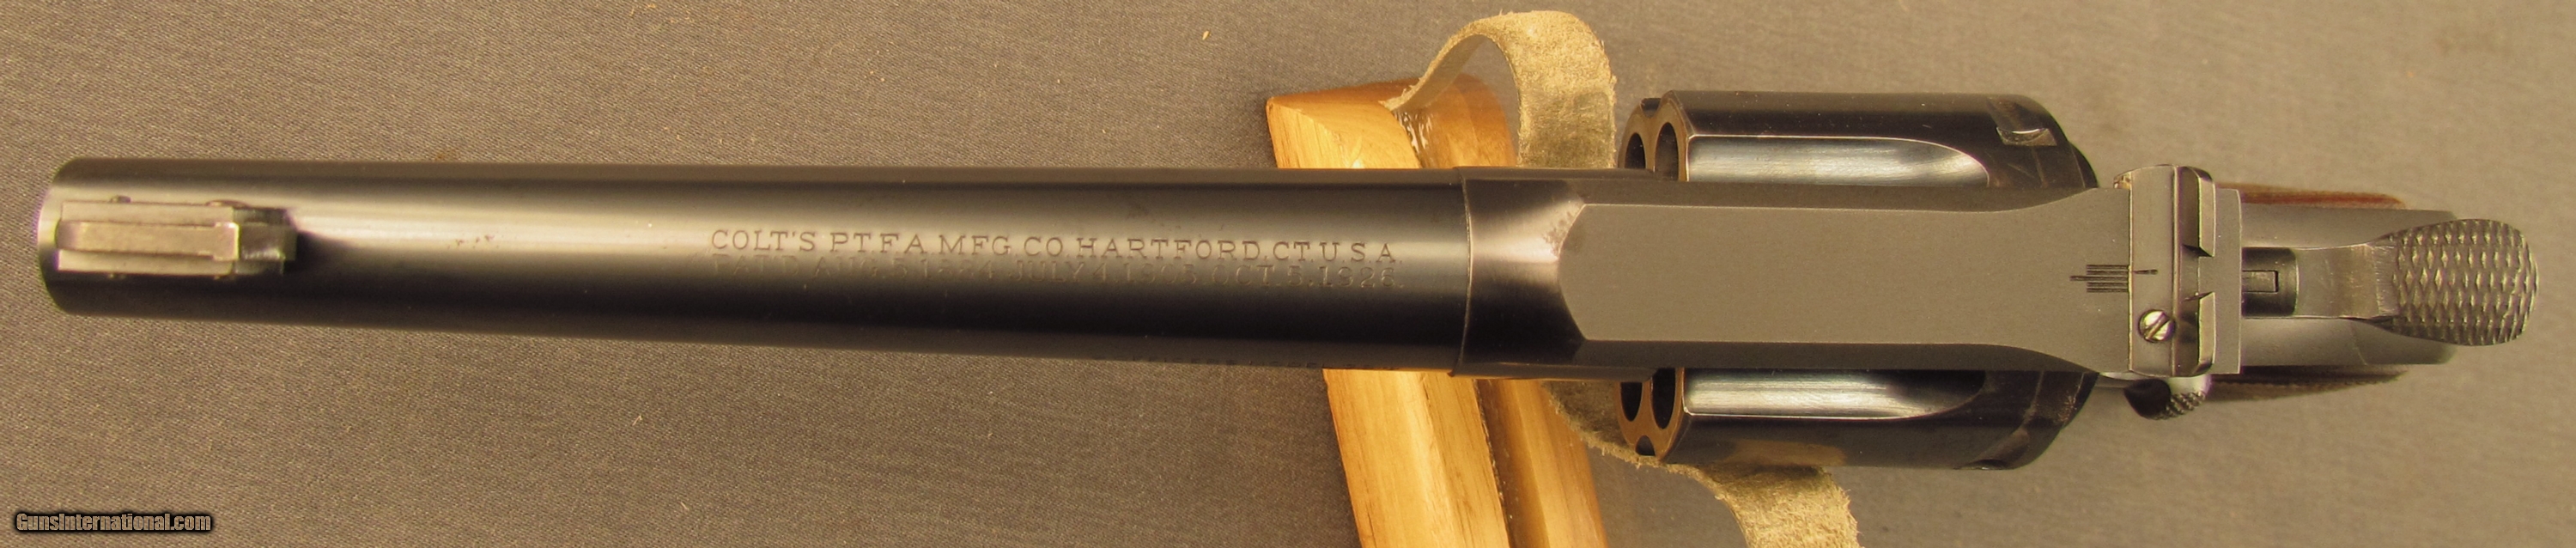 COLT'S PT. F.A. MFG. CO. HARTFORD, CT. U.S.A.
PAT'D AUG. 5, 1884. JULY 4, 1905. OCT. 5, 1926.
GunsInternational.com